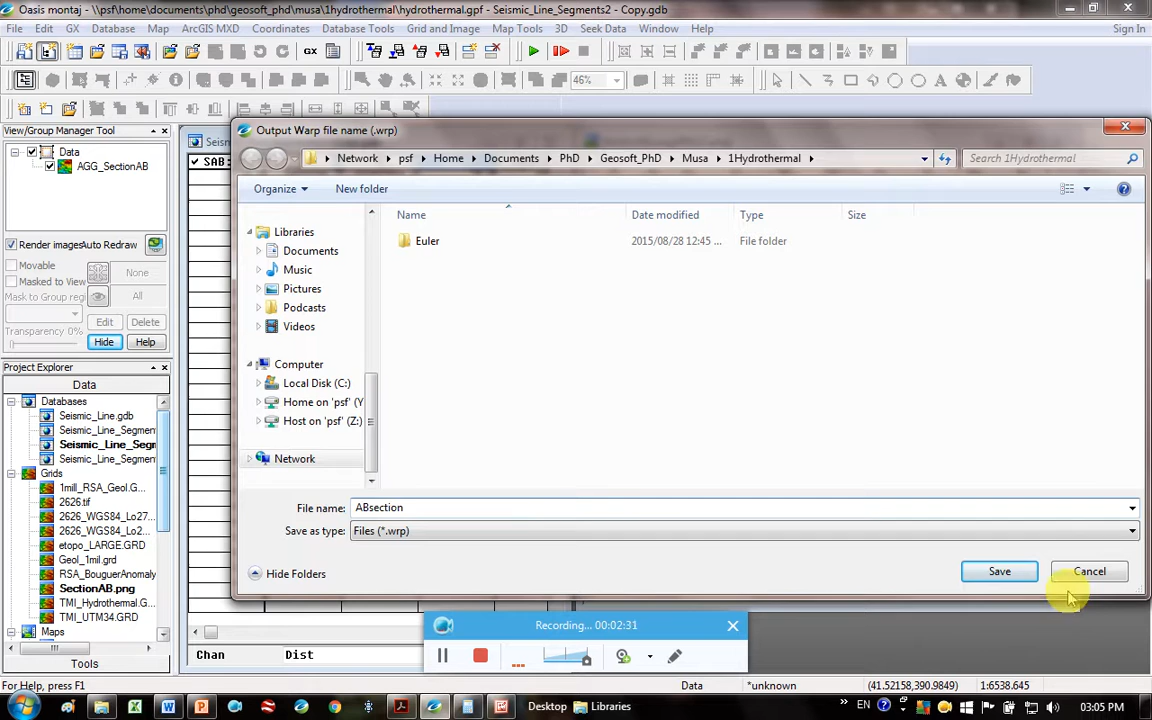 Oasis montaj - \\psf\home\documents\phd\geosoft_phd\musa\1hydrothermal\hydrothermal.gpf - Seismic_Line_Segments2 - Copy.gdb
File Edit GX Database Map ArcGIS MXD Coordinates Database Tools Grid and Image Map Tools 3D Seek Data Window Help Sign In
GX
46%
View/Group Manager Tool
Data
AGG_SectionAB
Render images Auto Redraw
Movable
Masked to View
None
Mask to Group regi
All
Transparency 0%
Edit Delete
Hide Help
Project Explorer
Data
Databases
Seismic_Line.gdb
Seismic_Line_Segmen
Seismic_Line_Segm
Seismic_Line_Segmen
Grids
1mill_RSA_Geol.G...
2626.tif
2626_WGS84_Lo27...
2626_WGS84_Lo2...
etopo_LARGE.GRD
Geol_1mil.grd
RSA_BouguerAnomaly
SectionAB.png
TMI_Hydrothermal.G...
TMI_UTM34.GRD
Maps
Tools
Seism
SAB:
Output Warp file name (.wrp)
Network psf Home Documents PhD Geosoft_PhD Musa 1Hydrothermal
Search 1Hydrothermal
Organize New folder
Name Date modified Type Size
Euler 2015/08/28 12:45 ... File folder
Libraries
Documents
Music
Pictures
Podcasts
Videos
Computer
Local Disk (C:)
Home on 'psf' (Y
Host on 'psf' (Z:)
Network
File name: ABsection
Save as type: Files (*.wrp)
Hide Folders
Save Cancel
Recording... 00:02:31
Chan Dist
For Help, press F1
Data *unknown (41.52158,390.9849) 1:6538.645
Desktop Libraries
EN
03:05 PM